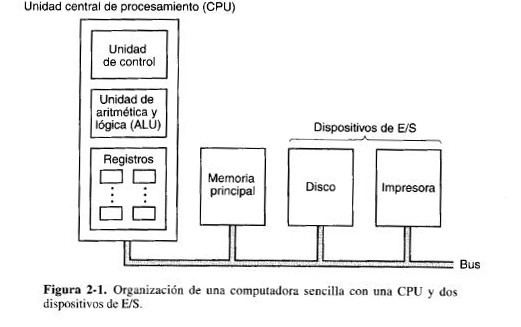 Unidad central de procesamiento (CPU)
Unidad
de control
Unidad de
aritmética y
lógica (ALU)
Registros
Dispositivos de E/S
Memoria
principal
Disco
Impresora
Bus
Figura 2-1. Organización de una computadora sencilla con una CPU y dos
dispositivos de E/S.